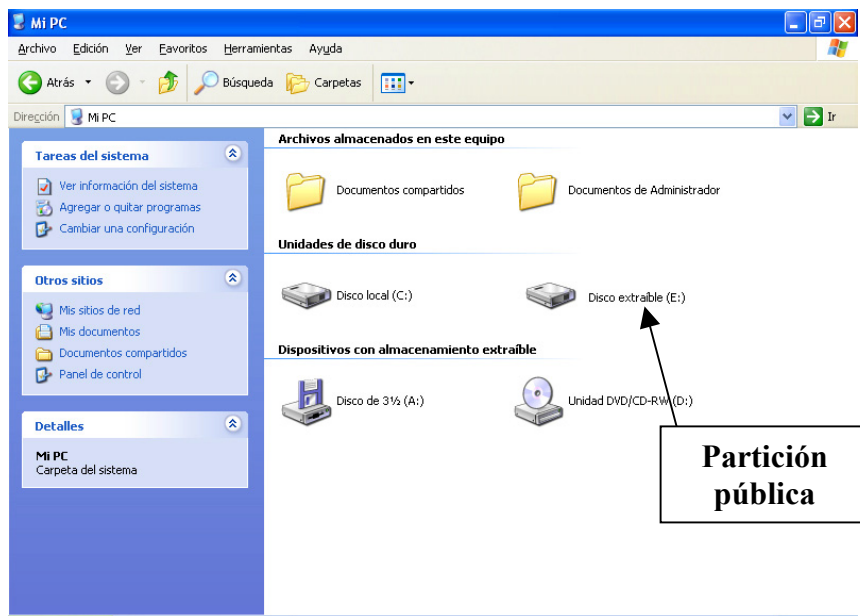 Mi PC
Archivo Edición Ver Favoritos Herramientas Ayuda
Atrás Búsqueda Carpetas
Dirección Mi PC Ir
Tareas del sistema
Ver información del sistema
Agregar o quitar programas
Cambiar una configuración
Otros sitios
Mis sitios de red
Mis documentos
Documentos compartidos
Panel de control
Detalles
Mi PC
Carpeta del sistema
Archivos almacenados en este equipo
Documentos compartidos Documentos de Administrador
Unidades de disco duro
Disco local (C:) Disco extraíble (E:)
Dispositivos con almacenamiento extraíble
Disco de 3½ (A:) Unidad DVD/CD-RW (D:)
Partición
pública